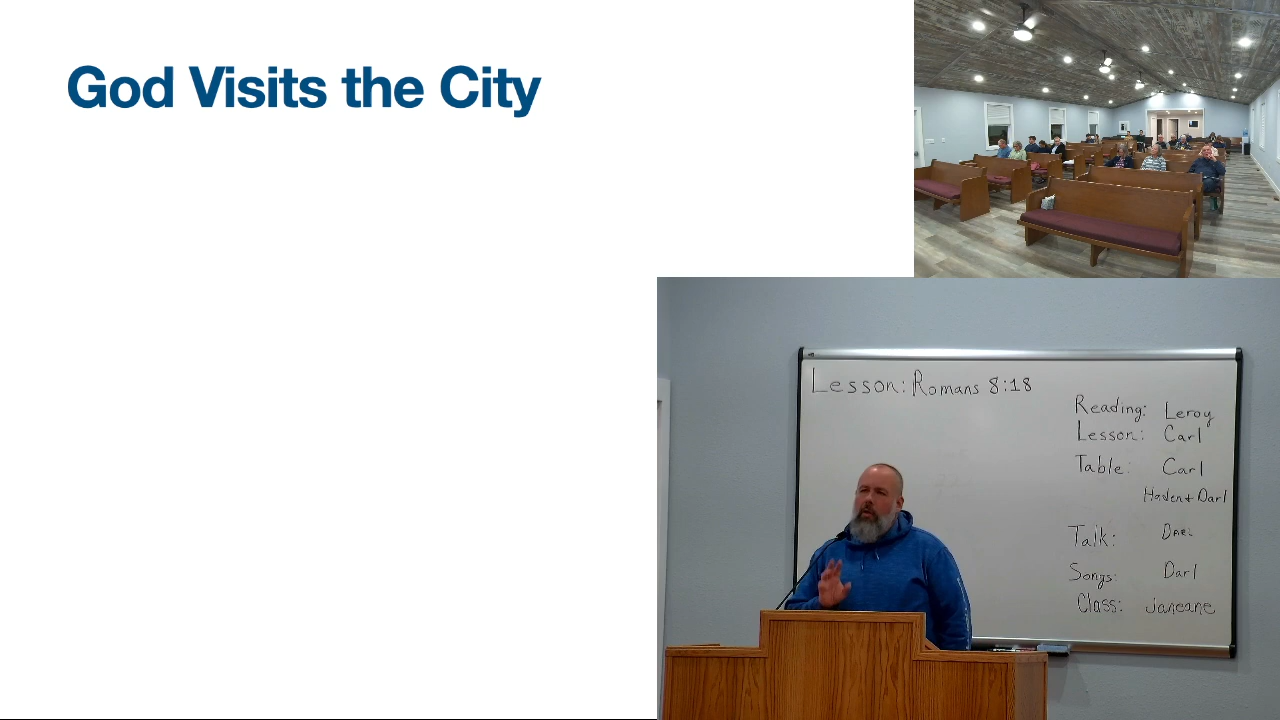 God Visits the City
Lesson: Romans 8:18
Reading: Leroy
Lesson: Carl
Table: Carl
Darl
Talk:
Songs: Darl
Class: janeane